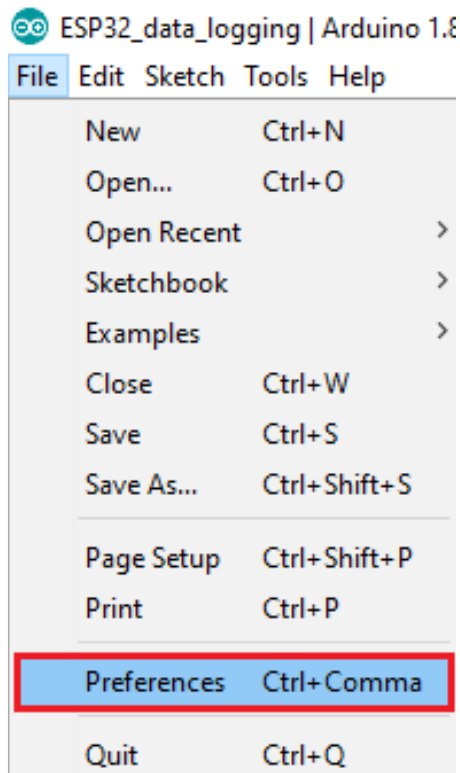 ESP32_data_logging | Arduino 1.8
File Edit Sketch Tools Help
New Ctrl+N
Open... Ctrl+O
Open Recent
Sketchbook
Examples
Close Ctrl+W
Save Ctrl+S
Save As... Ctrl+Shift+S
Page Setup Ctrl+Shift+P
Print Ctrl+P
Preferences Ctrl+Comma
Quit Ctrl+Q